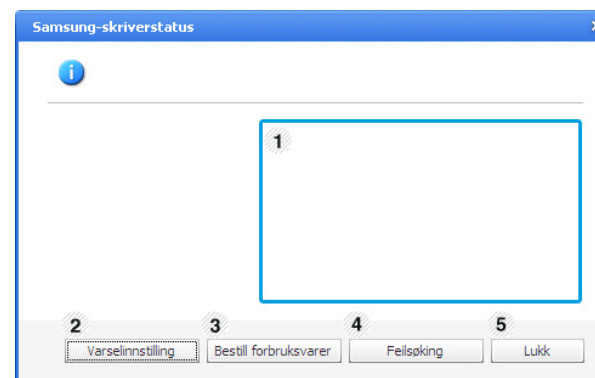 Samsung-skriverstatus
1
2 3 4 5
Varselinnstilling Bestill forbruksvarer Feilsøking Lukk